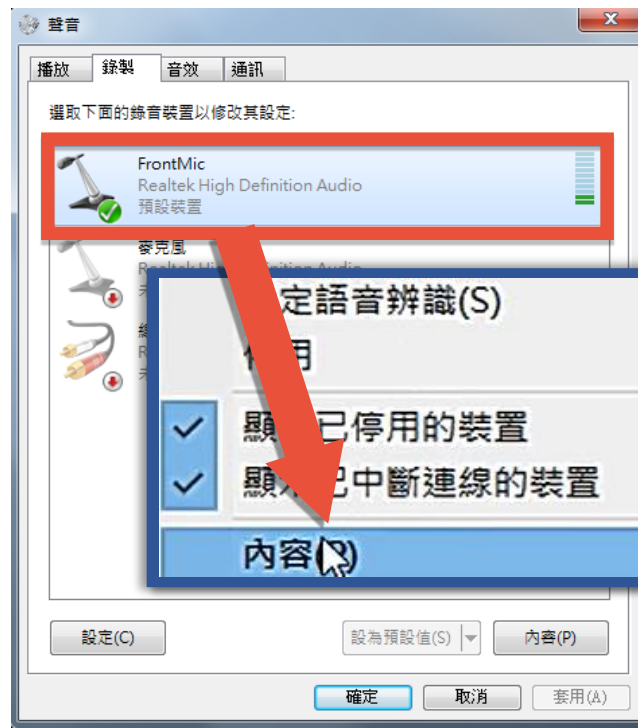 聲音
播放 錄製 音效 通訊
選取下面的錄音裝置以修改其設定:
FrontMic
Realtek High Definition Audio
預設裝置
麥克風
定語音辨識(S)
用
已停用的裝置
中斷連線的裝置
內容
設定(C) 設為預設值(S) 內容(P)
確定 取消 套用(A)